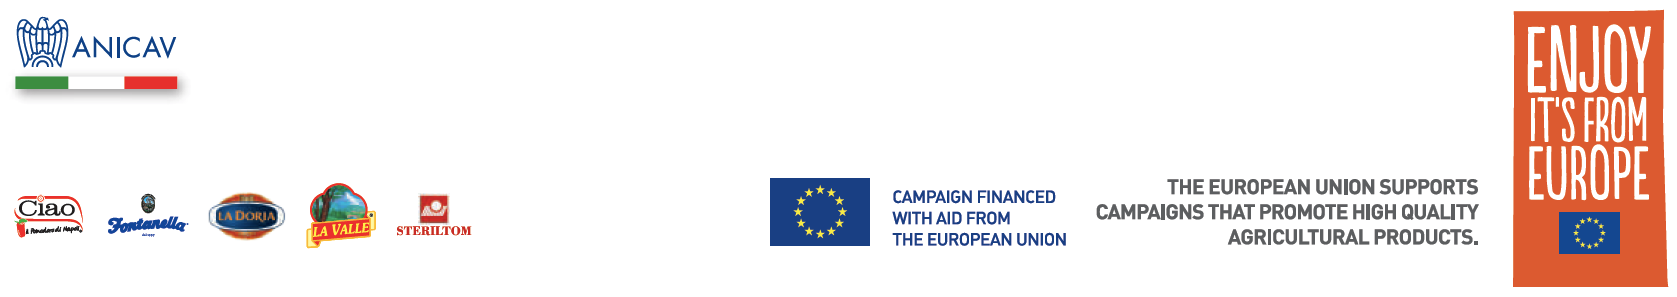 ANICAV
Ciao
il Pomodoro di Napoli
Fontanella
LA DORIA
LA VALLE
STERILTOM
CAMPAIGN FINANCED
WITH AID FROM
THE EUROPEAN UNION
THE EUROPEAN UNION SUPPORTS
CAMPAIGNS THAT PROMOTE HIGH QUALITY
AGRICULTURAL PRODUCTS.
ENJOY
IT'S FROM
EUROPE